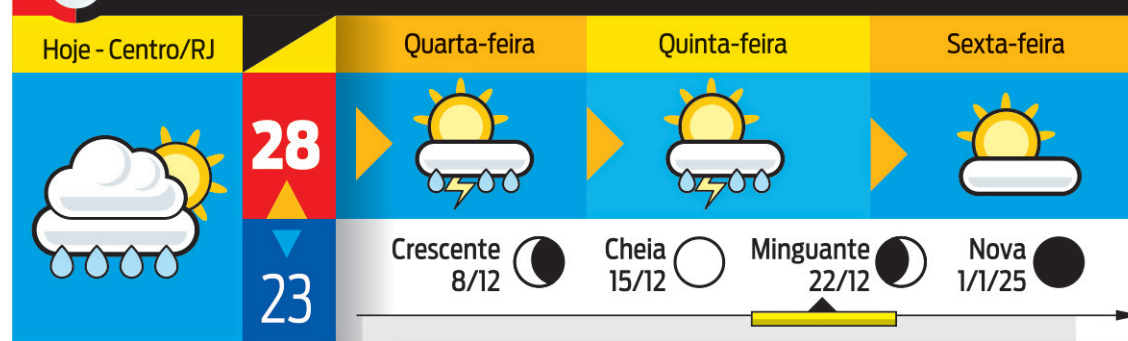 Hoje - Centro/RJ
Quarta-feira
Quinta-feira
Sexta-feira
28
23
Crescente
8/12
Cheia
15/12
Minguante
22/12
Nova
1/1/25